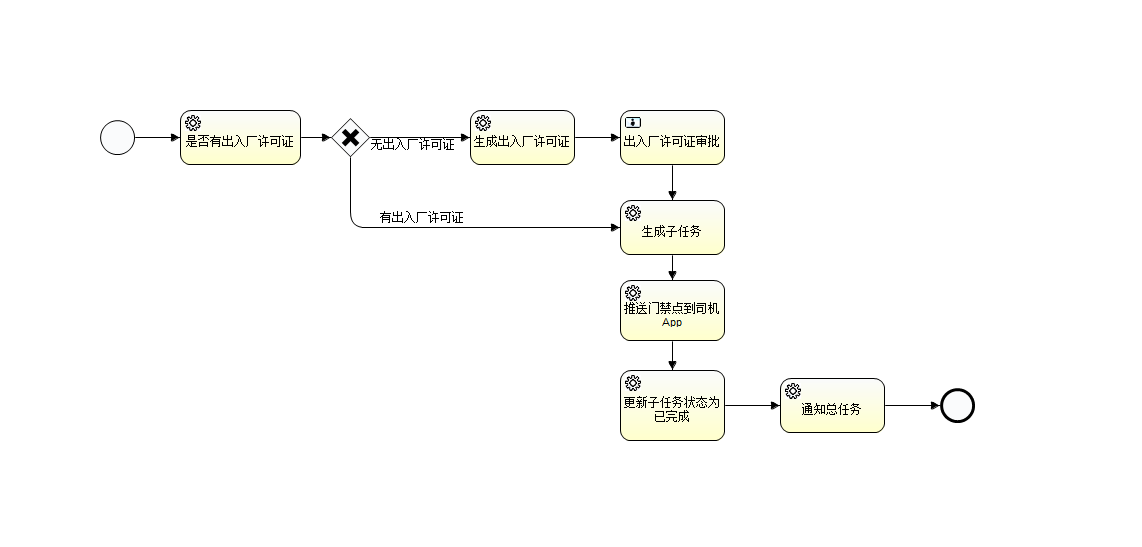 是否有出入厂许可证
无出入厂许可证
生成出入厂许可证
出入厂许可证审批
有出入厂许可证
生成子任务
推送门禁点到司机
App
更新子任务状态为
已完成
通知总任务